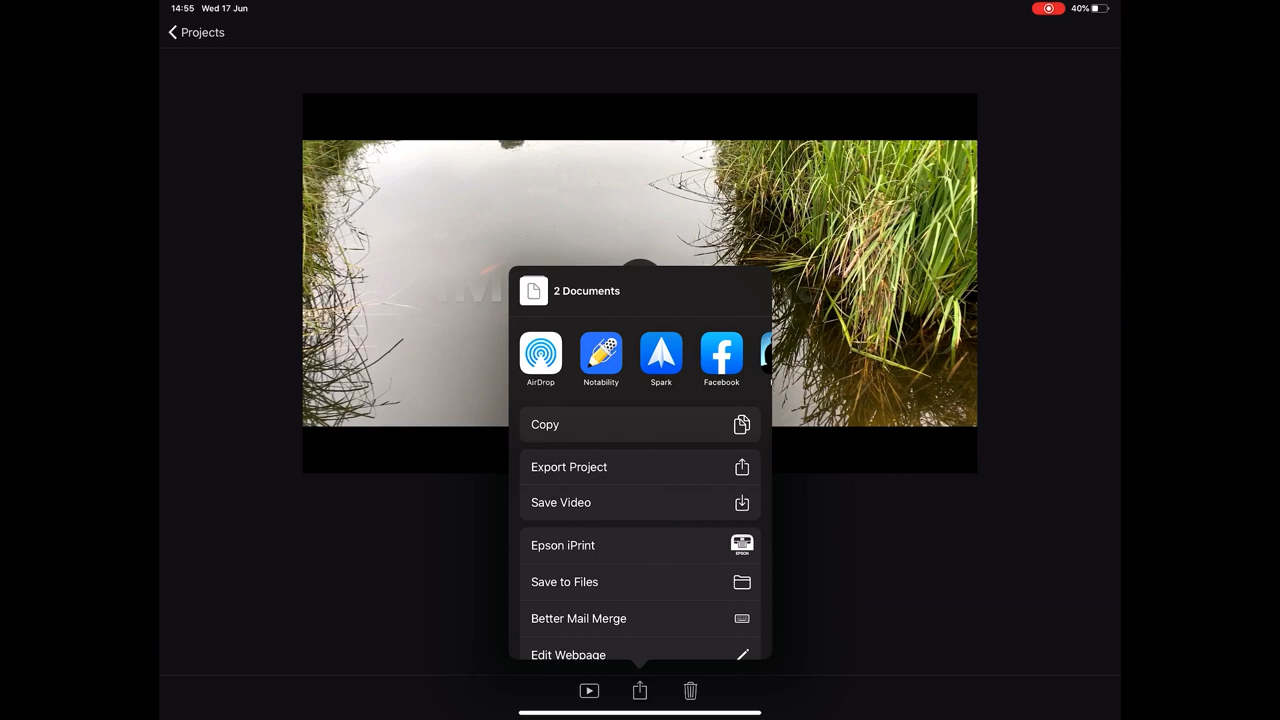 14:55 Wed 17 Jun
40%
Projects
2 Documents
AirDrop
Notability
Spark
Facebook
Copy
Export Project
Save Video
Epson iPrint
EPSON
Save to Files
Better Mail Merge
Edit Webpage